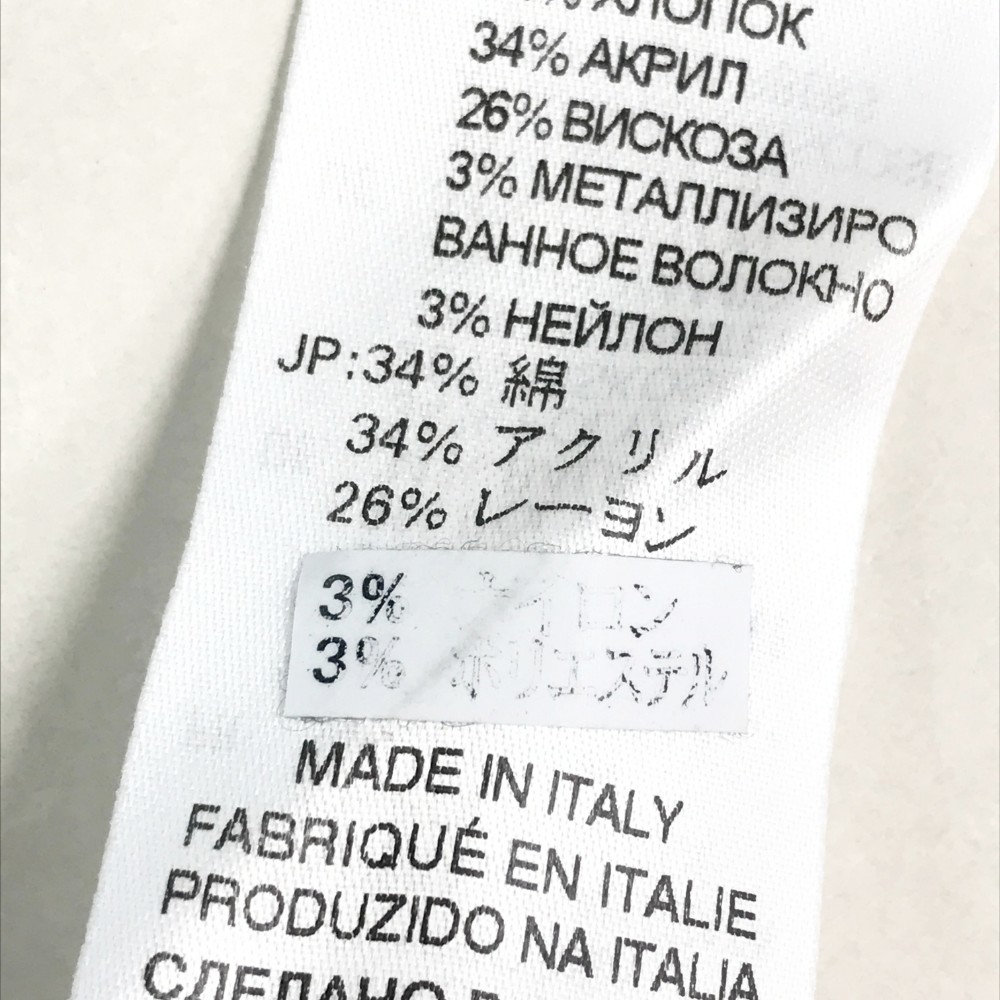 % ХЛОПОК
34% АКРИЛ
26% ВИСКОЗА
3% МЕТАЛЛИЗИРО
ВАННОЕ ВОЛОКНО
3% НЕЙЛОН
JP:34% 綿
34% アクリル
26% レーヨン
3% ナイロン
3% ポリエステル
MADE IN ITALY
FABRIQUÉ EN ITALIE
PRODUZIDO NA ITALIA
СДЕЛАНО В